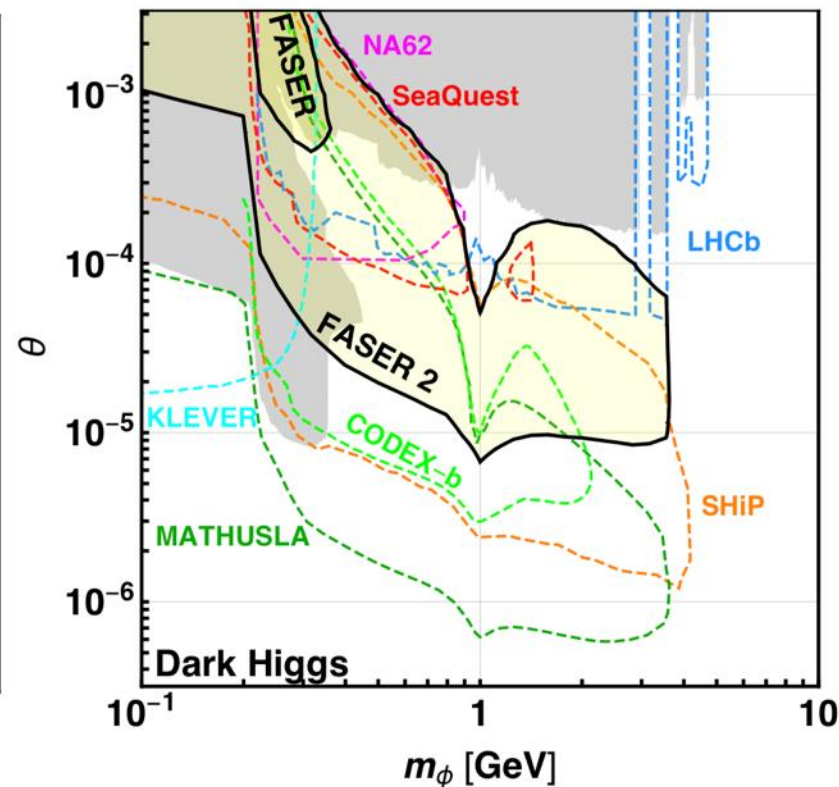 NA62
FASER
SeaQuest
10⁻³
10⁻⁴
LHCb
θ
FASER 2
10⁻⁵
KLEVER
CODEX-b
SHiP
MATHUSLA
10⁻⁶
Dark Higgs
10⁻¹
1
10
m_ϕ [GeV]